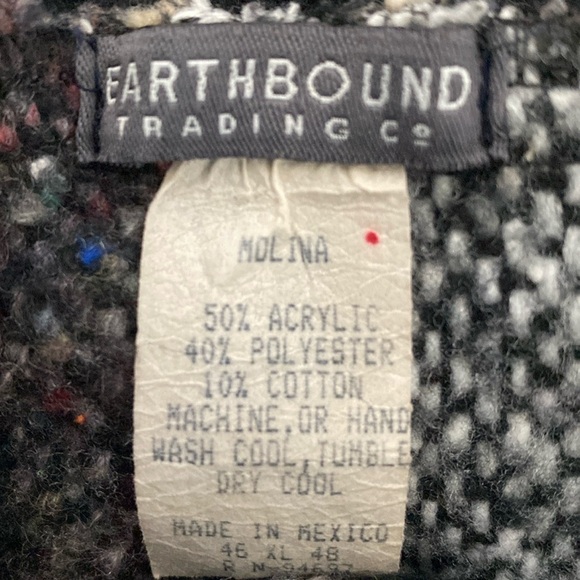 EARTHBOUND
TRADING Co
MOLINA
50% ACRYLIC
40% POLYESTER
10% COTTON
MACHINE,OR HAND
WASH COOL,TUMBLE
DRY COOL
MADE IN MEXICO
46 XL 48
R N-94697